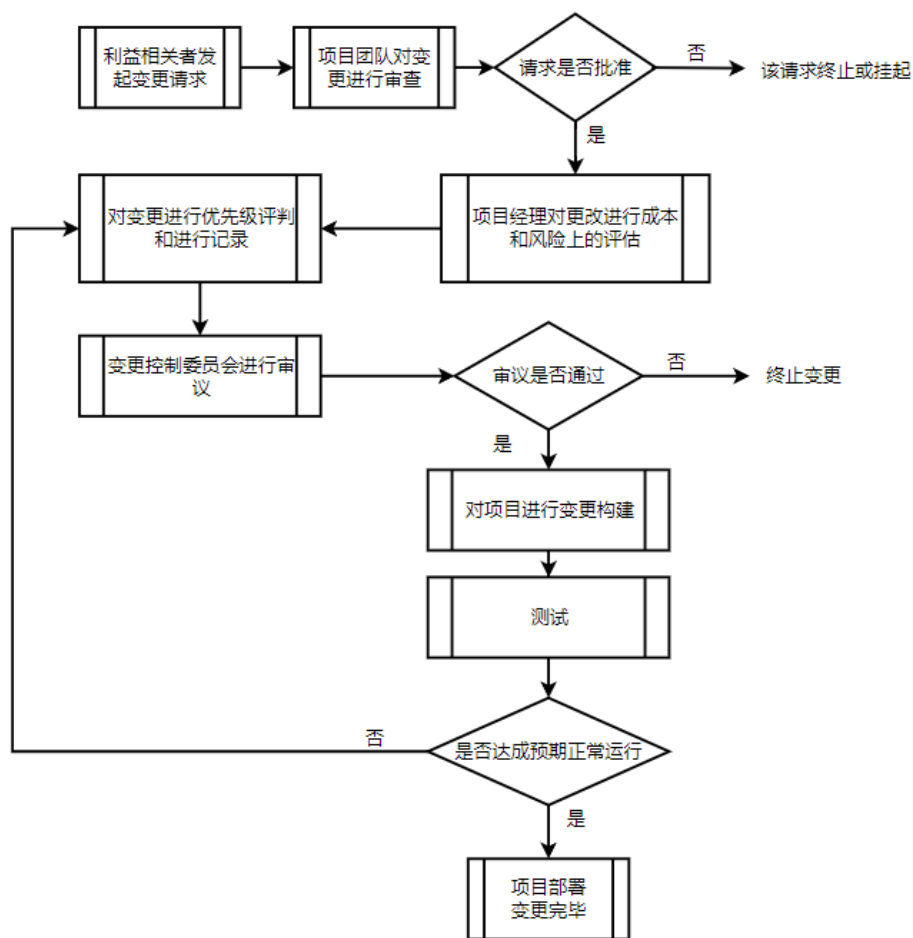 利益相关者发
起变更请求
项目团队对变
更进行审查
请求是否批准
否
该请求终止或挂起
是
对变更进行优先级评判
和进行记录
项目经理对更改进行成本
和风险上的评估
变更控制委员会进行审
议
审议是否通过
否
终止变更
是
对项目进行变更构建
测试
否
是否达成预期正常运行
是
项目部署
变更完毕